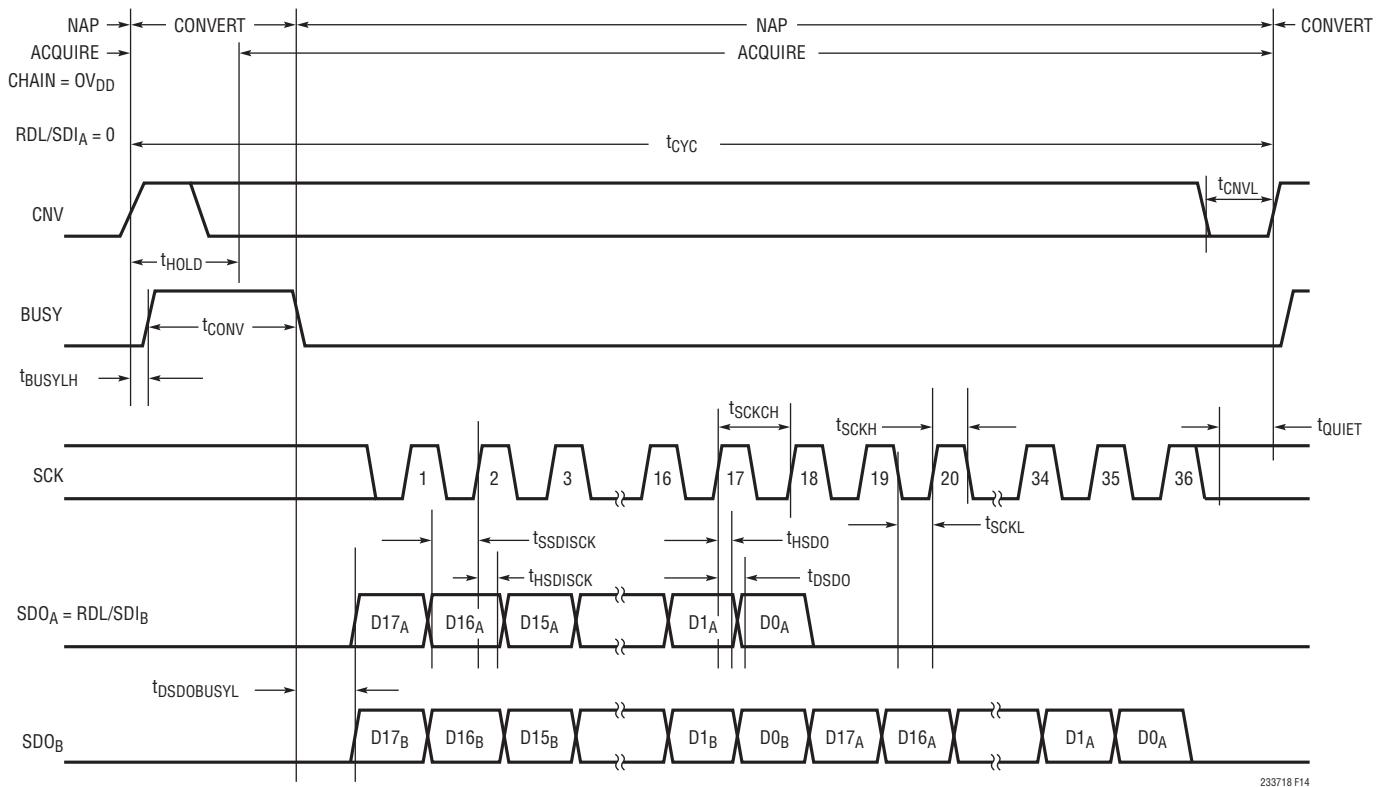 NAP CONVERT NAP CONVERT
ACQUIRE ACQUIRE
CHAIN = OVDD
RDL/SDIA = 0
tCYC
tCNVL
CNV
tHOLD
BUSY
tCONV
tBUSYLH
tSCKCH
tSCKH
tQUIET
SCK 1 2 3 16 17 18 19 20 34 35 36
tSSDISCK tHSDO tSCKL
tHSDISCK tDSDO
SDOA = RDL/SDIB D17A D16A D15A D1A D0A
tDSDOBUSYL
SDOB D17B D16B D15B D1B D0B D17A D16A D1A D0A
233718 F14